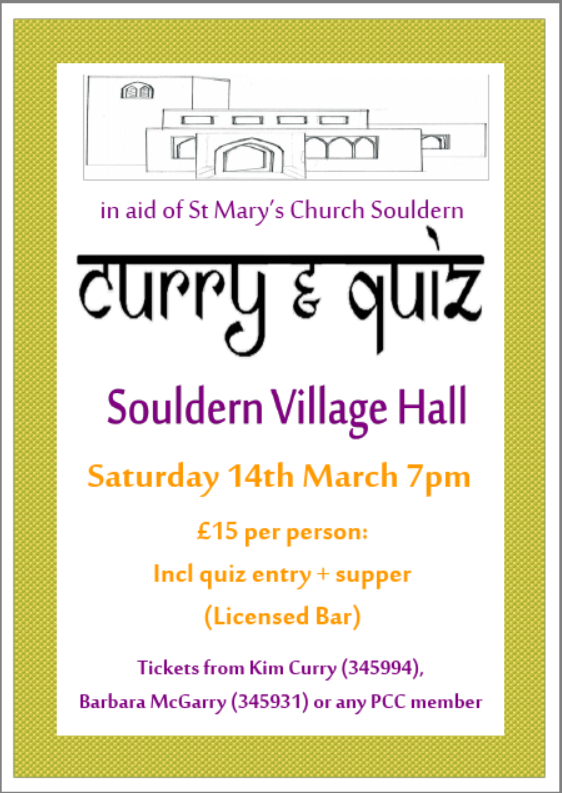 in aid of St Mary's Church Souldern
curry & quiz
Souldern Village Hall
Saturday 14th March 7pm
£15 per person:
Incl quiz entry + supper
(Licensed Bar)
Tickets from Kim Curry (345994),
Barbara McGarry (345931) or any PCC member